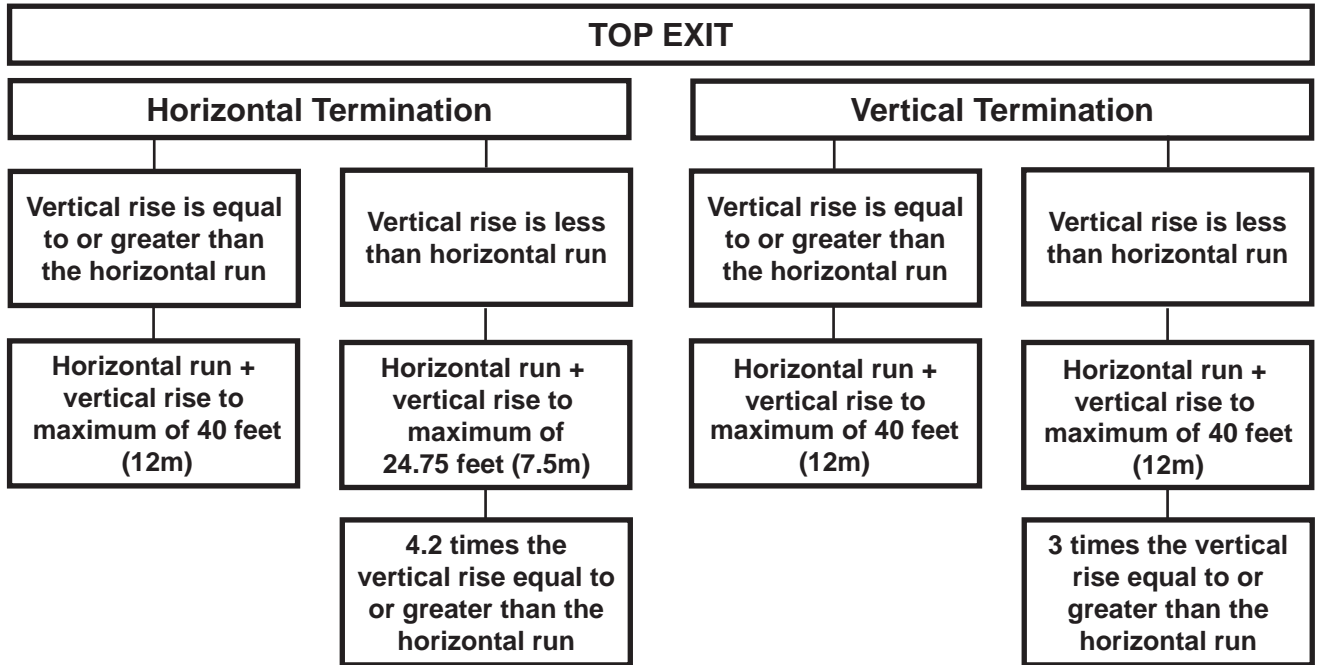 TOP EXIT
Horizontal Termination
Vertical rise is equal
to or greater than
the horizontal run
Horizontal run +
vertical rise to
maximum of 40 feet
(12m)
Vertical rise is less
than horizontal run
Horizontal run +
vertical rise to
maximum of
24.75 feet (7.5m)
4.2 times the
vertical rise equal to
or greater than the
horizontal run
Vertical Termination
Vertical rise is equal
to or greater than
the horizontal run
Horizontal run +
vertical rise to
maximum of 40 feet
(12m)
Vertical rise is less
than horizontal run
Horizontal run +
vertical rise to
maximum of 40 feet
(12m)
3 times the vertical
rise equal to or
greater than the
horizontal run